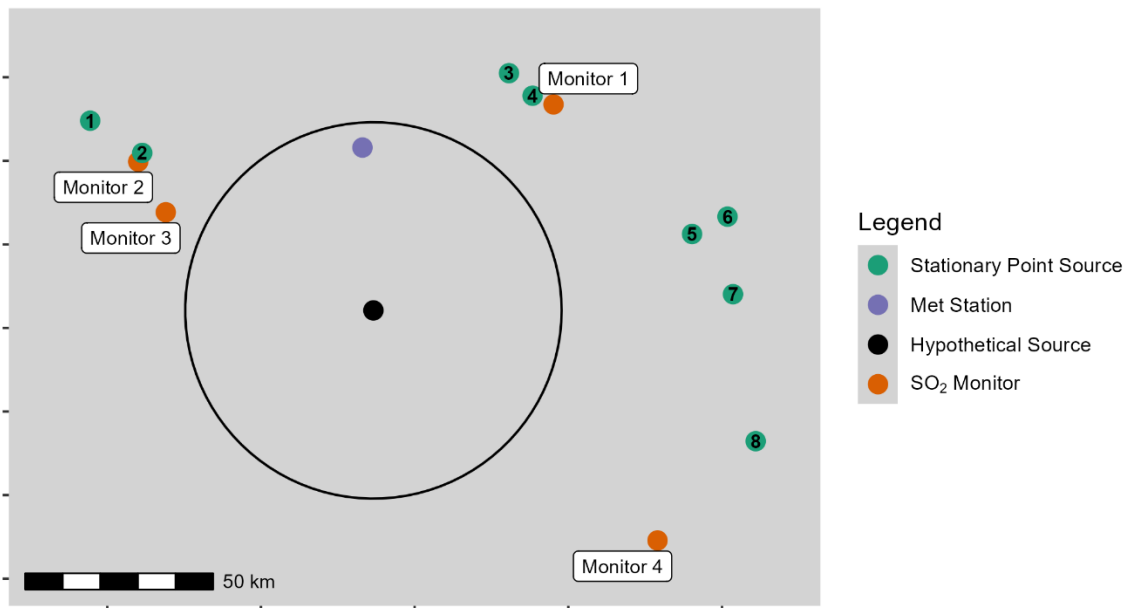 3
4
Monitor 1
1
2
Monitor 2
Monitor 3
6
5
7
8
Monitor 4
50 km
Legend
Stationary Point Source
Met Station
Hypothetical Source
SO₂ Monitor